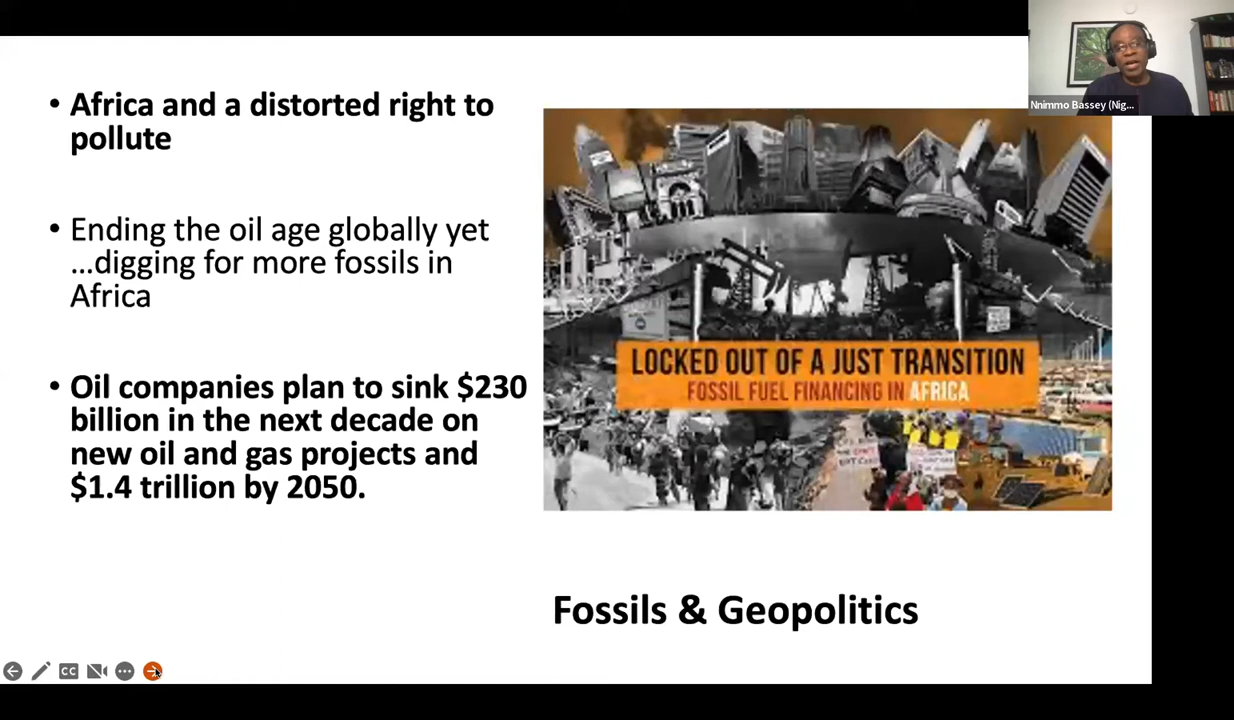 • Africa and a distorted right to
pollute
• Ending the oil age globally yet
...digging for more fossils in
Africa
• Oil companies plan to sink $230
billion in the next decade on
new oil and gas projects and
$1.4 trillion by 2050.
Nnimmo Bassey (Nig...
LOCKED OUT OF A JUST TRANSITION
FOSSIL FUEL FINANCING IN AFRICA
Fossils & Geopolitics
CC